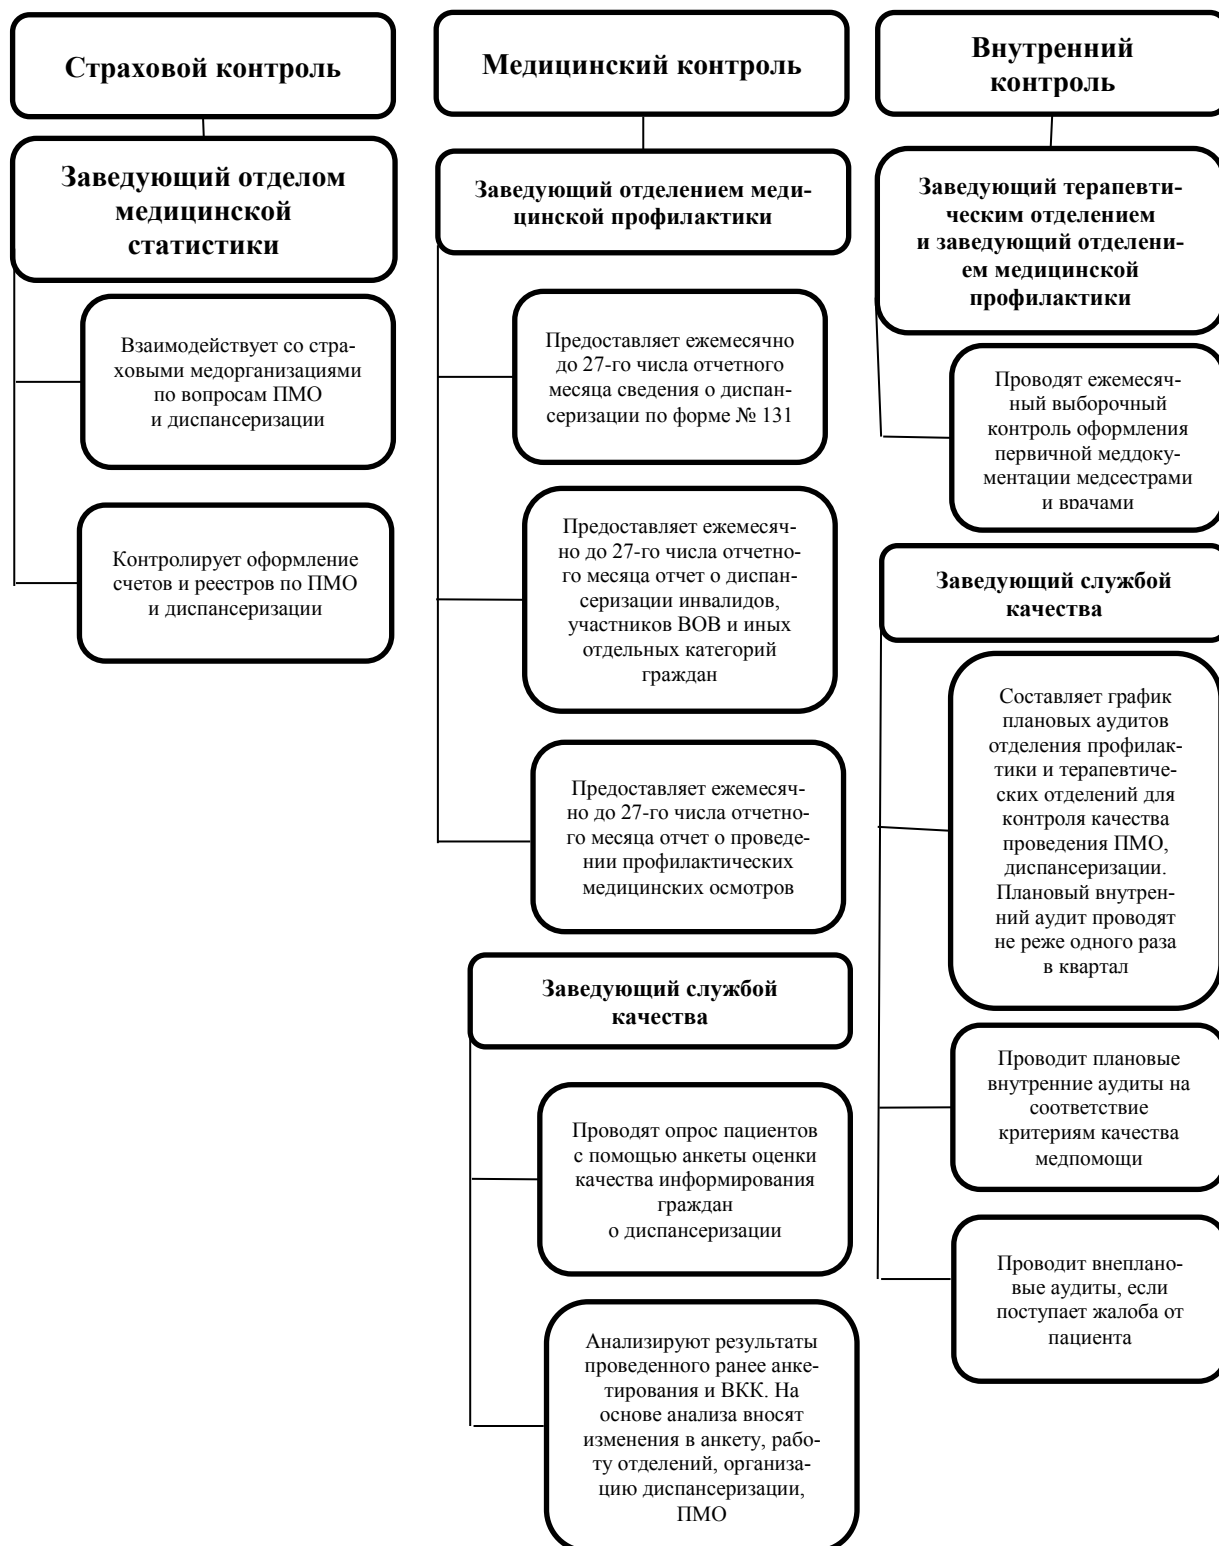 Страховой контроль
Заведующий отделом
медицинской
статистики
Взаимодействует со стра-
ховыми медорганизациями
по вопросам ПМО
и диспансеризации
Контролирует оформление
счетов и реестров по ПМО
и диспансеризации
Медицинский контроль
Заведующий отделением меди-
цинской профилактики
Предоставляет ежемесячно
до 27-го числа отчетного
месяца сведения о диспан-
серизации по форме № 131
Предоставляет ежемесяч-
но до 27-го числа отчетно-
го месяца отчет о диспан-
серизации инвалидов,
участников ВОВ и иных
отдельных категорий
граждан
Предоставляет ежемесяч-
но до 27-го числа отчетно-
го месяца отчет о проведе-
нии профилактических
медицинских осмотров
Заведующий службой
качества
Проводят опрос пациентов
с помощью анкеты оценки
качества информирования
граждан
о диспансеризации
Анализируют результаты
проведенного ранее анке-
тирования и ВКК. На
основе анализа вносят
изменения в анкету, рабо-
ту отделений, организа-
цию диспансеризации,
ПМО
Внутренний
контроль
Заведующий терапевти-
ческим отделением
и заведующий отделени-
ем медицинской
профилактики
Проводят ежемесяч-
ный выборочный
контроль оформления
первичной меддоку-
ментации медсестрами
и врачами
Заведующий службой
качества
Составляет график
плановых аудитов
отделения профилак-
тики и терапевтиче-
ских отделений для
контроля качества
проведения ПМО,
диспансеризации.
Плановый внутрен-
ний аудит проводят
не реже одного раза
в квартал
Проводит плановые
внутренние аудиты на
соответствие
критериям качества
медпомощи
Проводит внеплано-
вые аудиты, если
поступает жалоба от
пациента